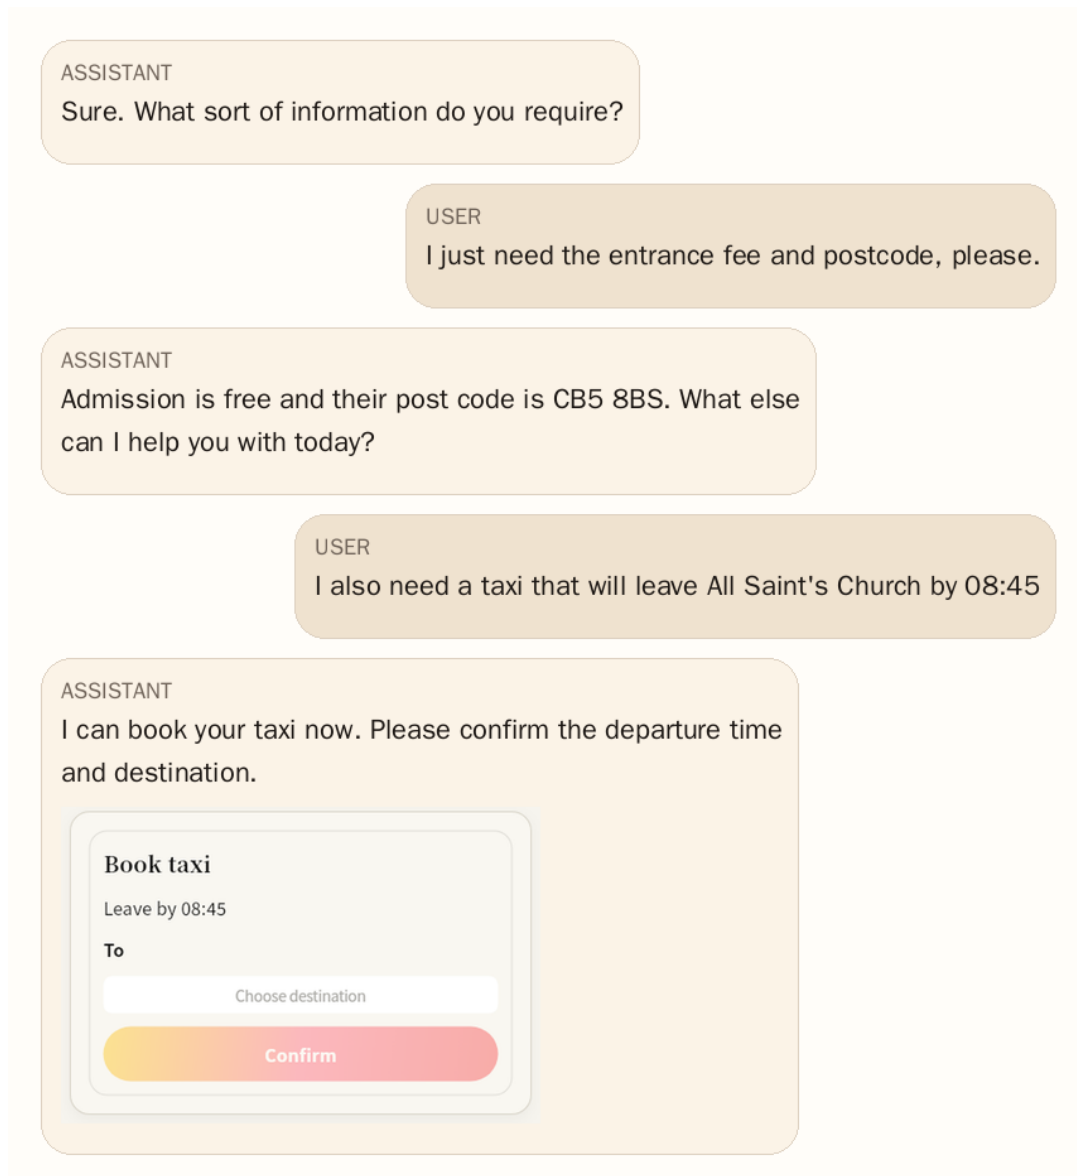 ASSISTANT
Sure. What sort of information do you require?
USER
I just need the entrance fee and postcode, please.
ASSISTANT
Admission is free and their post code is CB5 8BS. What else
can I help you with today?
USER
I also need a taxi that will leave All Saint's Church by 08:45
ASSISTANT
I can book your taxi now. Please confirm the departure time
and destination.
Book taxi
Leave by 08:45
To
Choose destination
Confirm